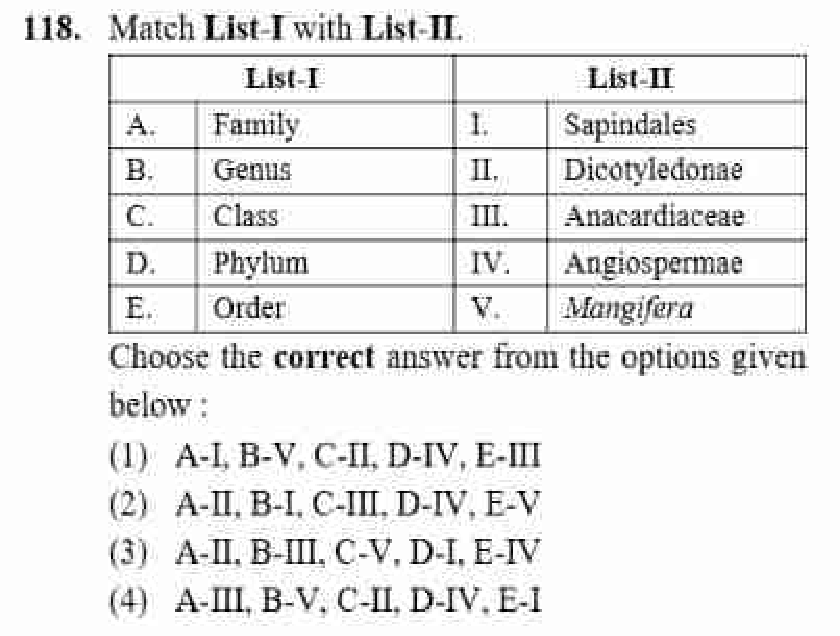 118. Match List-I with List-II.
List-I List-II
A. Family I. Sapindales
B. Genus II. Dicotyledonae
C. Class III. Anacardiaceae
D. Phylum IV. Angiospermae
E. Order V. Mangifera
Choose the correct answer from the options given
below :
(1) A-I, B-V, C-II, D-IV, E-III
(2) A-II, B-I, C-III, D-IV, E-V
(3) A-II, B-III, C-V, D-I, E-IV
(4) A-III, B-V, C-II, D-IV, E-I